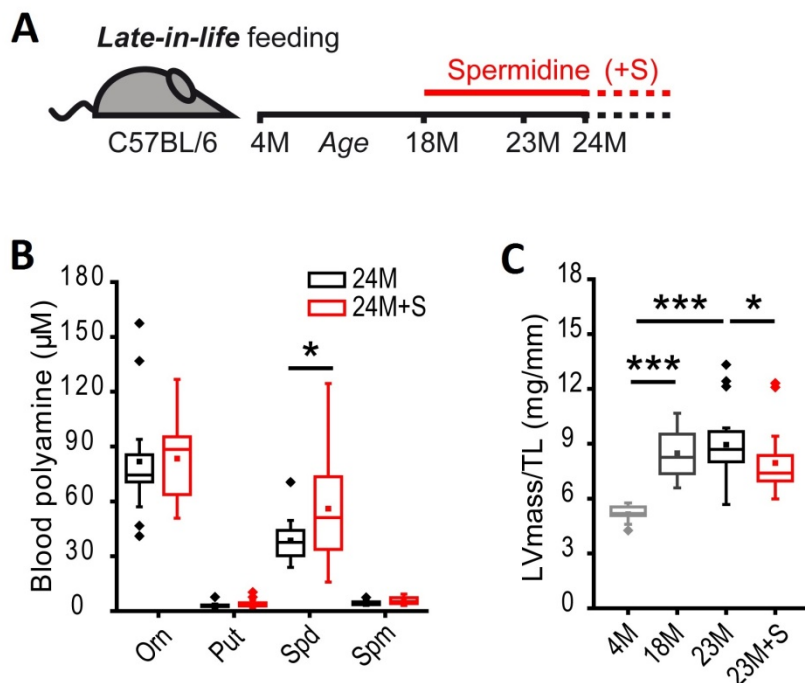 A
Late-in-life feeding
Spermidine (+S)
C57BL/6
4M Age 18M 23M 24M
B
Blood polyamine (µM)
180
150
120
90
60
30
0
24M
24M+S
*
Orn Put Spd Spm
C
LVmass/TL (mg/mm)
18
15
12
9
6
3
0
*** *
***
4M 18M 23M 23M+S